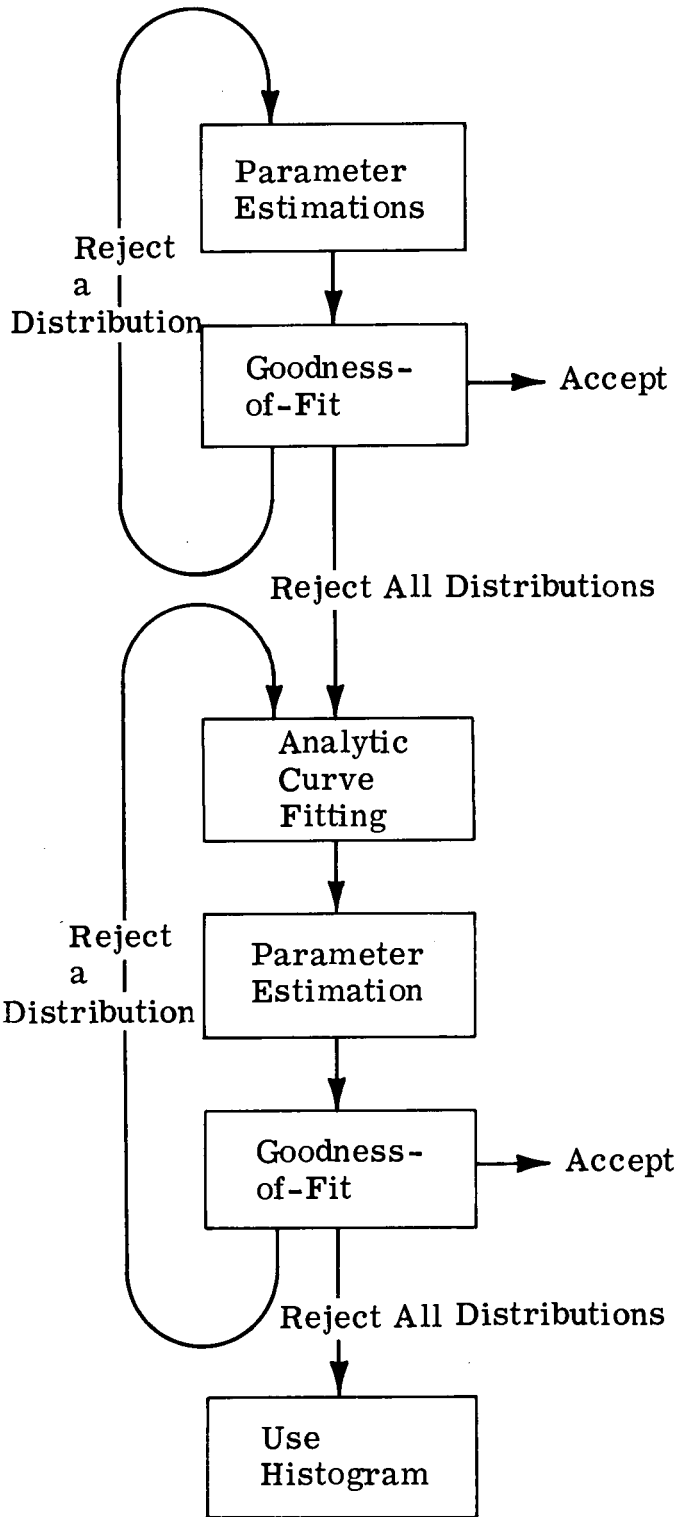 Parameter
Estimations
Reject
a
Distribution
Goodness-
of-Fit
Accept
Reject All Distributions
Analytic
Curve
Fitting
Reject
a
Distribution
Parameter
Estimation
Goodness-
of-Fit
Accept
Reject All Distributions
Use
Histogram